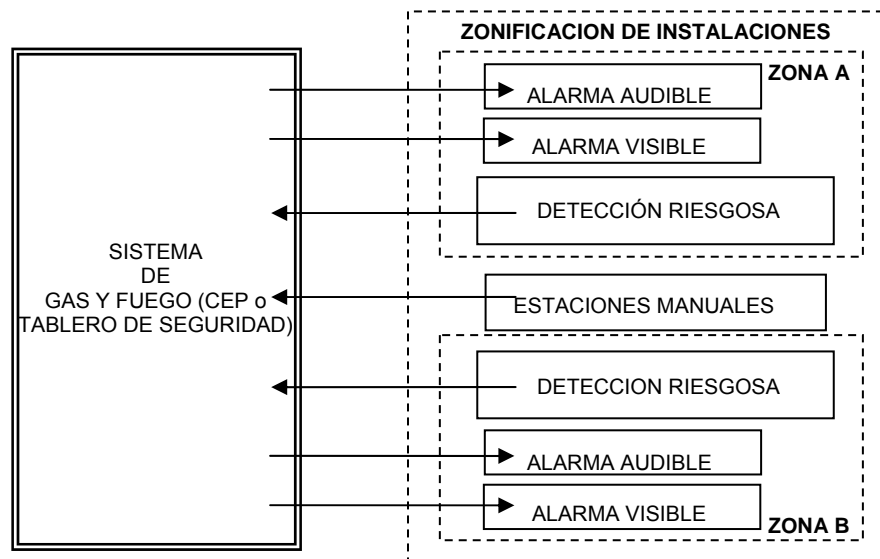 ZONIFICACION DE INSTALACIONES
ZONA A
ALARMA AUDIBLE
ALARMA VISIBLE
DETECCIÓN RIESGOSA
SISTEMA
DE
GAS Y FUEGO (CEP o
TABLERO DE SEGURIDAD)
ESTACIONES MANUALES
DETECCION RIESGOSA
ALARMA AUDIBLE
ALARMA VISIBLE
ZONA B